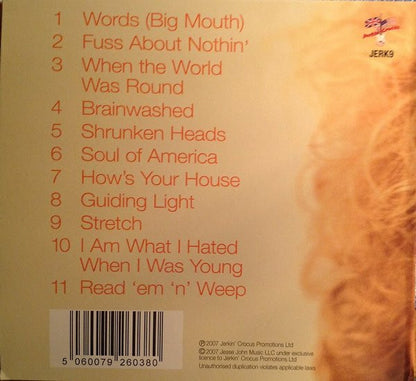 1 Words (Big Mouth)
2 Fuss About Nothin'
3 When the World
Was Round
4 Brainwashed
5 Shrunken Heads
6 Soul of America
7 How's Your House
8 Guiding Light
9 Stretch
10 I Am What I Hated
When I Was Young
11 Read 'em 'n' Weep
JERK9
5 060079 260380
℗ 2007 Jerkin' Crocus Promotions Ltd
© 2007 Jesse John Music LLC under exclusive
licence to Jerkin' Crocus Promotions Ltd
Unauthorised duplication violates applicable laws